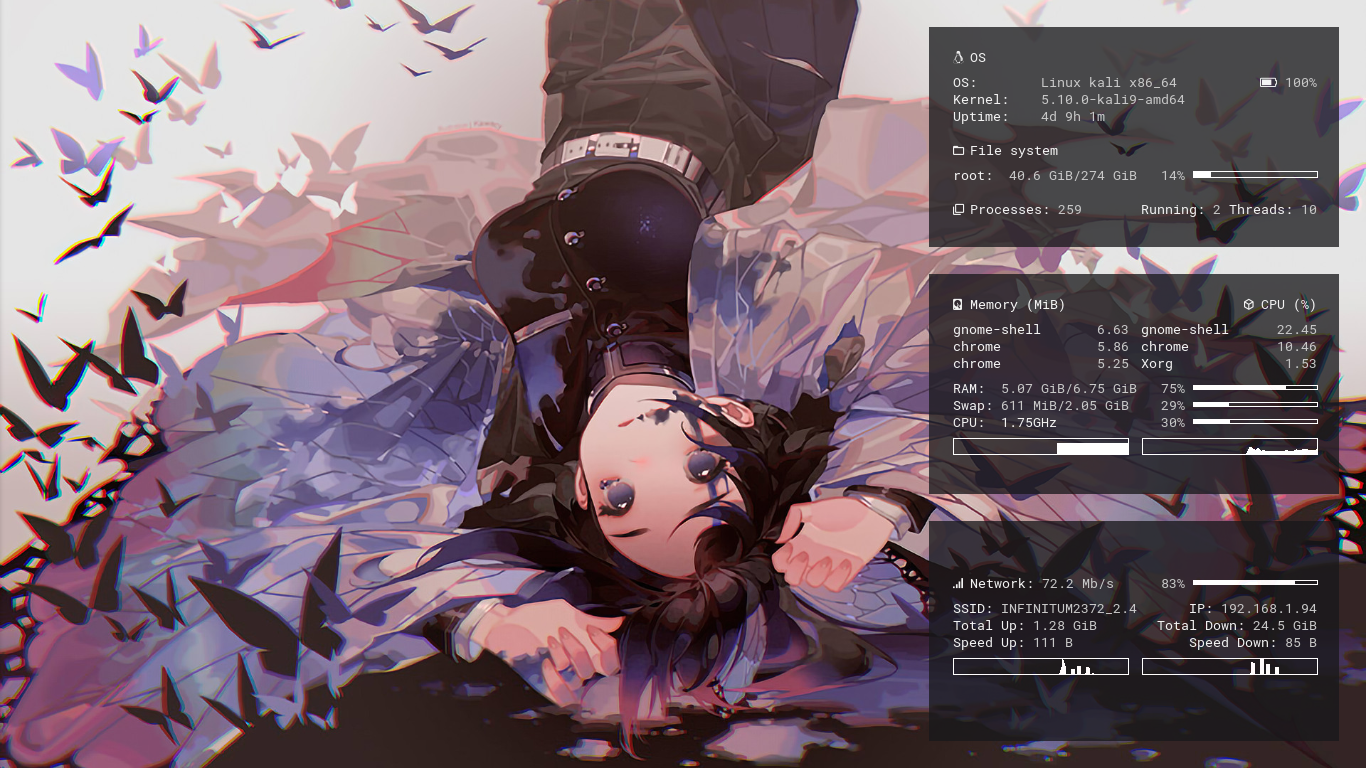 OS
OS: Linux kali x86_64 100%
Kernel: 5.10.0-kali9-amd64
Uptime: 4d 9h 1m
File system
root: 40.6 GiB/274 GiB 14%
Processes: 259 Running: 2 Threads: 10
Memory (MiB) CPU (%)
gnome-shell 6.63 gnome-shell 22.45
chrome 5.86 chrome 10.46
chrome 5.25 Xorg 1.53
RAM: 5.07 GiB/6.75 GiB 75%
Swap: 611 MiB/2.05 GiB 29%
CPU: 1.75GHz 30%
Network: 72.2 Mb/s 83%
SSID: INFINITUM2372_2.4 IP: 192.168.1.94
Total Up: 1.28 GiB Total Down: 24.5 GiB
Speed Up: 111 B Speed Down: 85 B